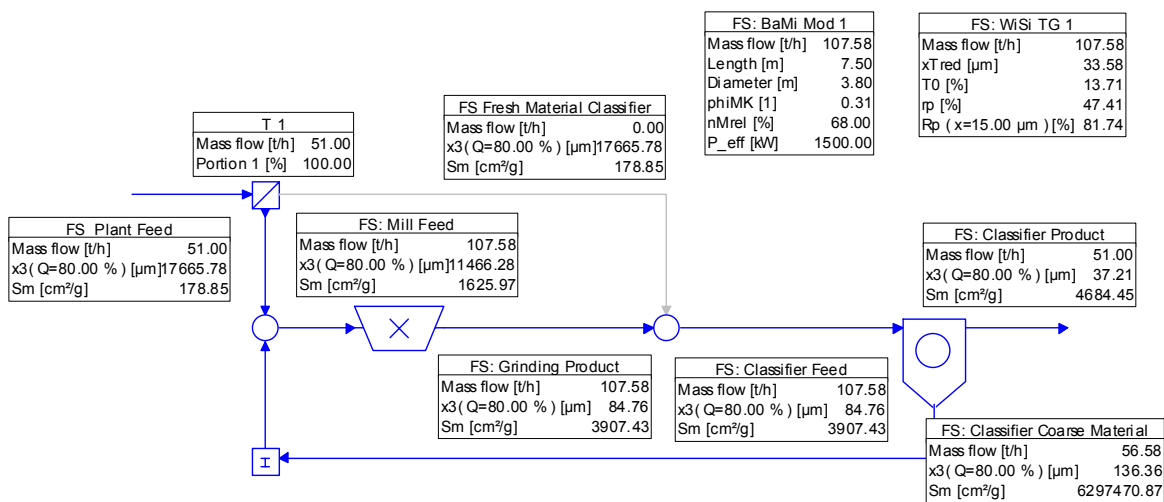 FS: BaMi Mod 1
Mass flow [t/h] 107.58
Length [m] 7.50
Diameter [m] 3.80
phiMK [1] 0.31
nMrel [%] 68.00
P_eff [kW] 1500.00
FS: WiSi TG 1
Mass flow [t/h] 107.58
xTred [µm] 33.58
T0 [%] 13.71
rp [%] 47.41
Rp ( x=15.00 µm ) [%] 81.74
T 1
Mass flow [t/h] 51.00
Portion 1 [%] 100.00
FS Fresh Material Classifier
Mass flow [t/h] 0.00
x3( Q=80.00 % ) [µm] 17665.78
Sm [cm²/g] 178.85
FS Plant Feed
Mass flow [t/h] 51.00
x3( Q=80.00 % ) [µm] 17665.78
Sm [cm²/g] 178.85
FS: Mill Feed
Mass flow [t/h] 107.58
x3( Q=80.00 % ) [µm] 11466.28
Sm [cm²/g] 1625.97
FS: Classifier Product
Mass flow [t/h] 51.00
x3( Q=80.00 % ) [µm] 37.21
Sm [cm²/g] 4684.45
FS: Grinding Product
Mass flow [t/h] 107.58
x3( Q=80.00 % ) [µm] 84.76
Sm [cm²/g] 3907.43
FS: Classifier Feed
Mass flow [t/h] 107.58
x3( Q=80.00 % ) [µm] 84.76
Sm [cm²/g] 3907.43
FS: Classifier Coarse Material
Mass flow [t/h] 56.58
x3( Q=80.00 % ) [µm] 136.36
Sm [cm²/g] 6297470.87